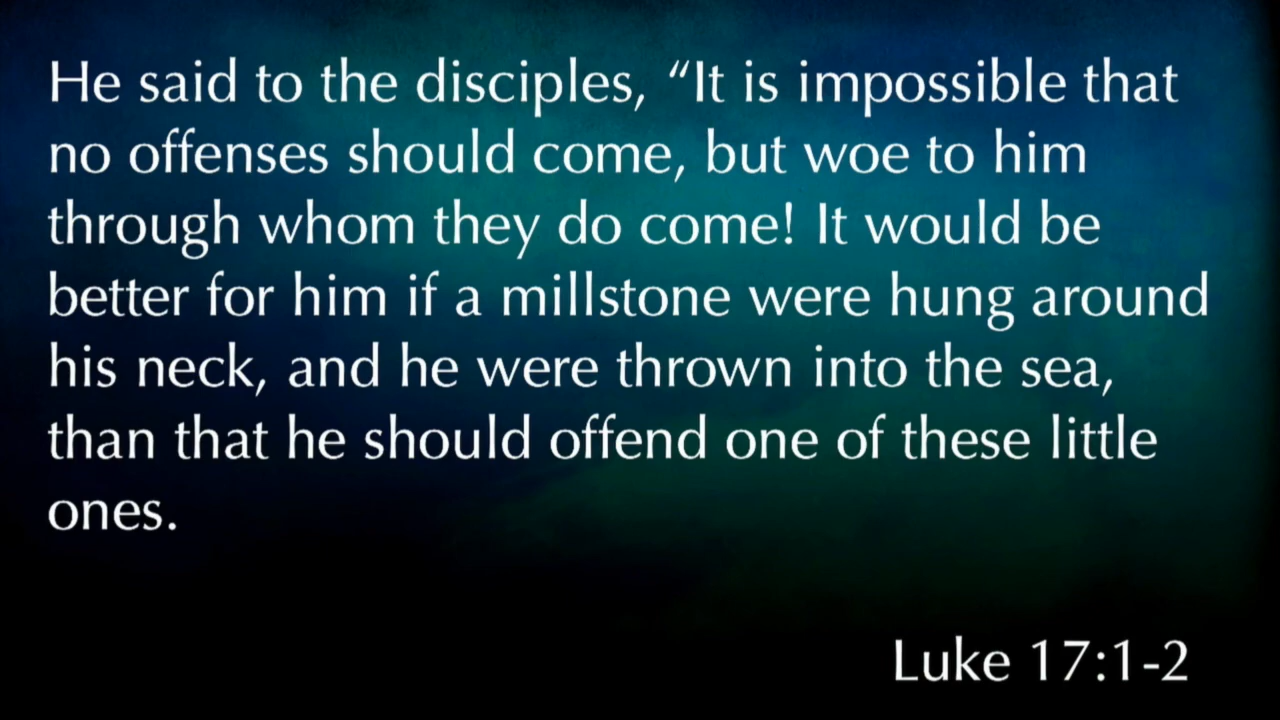 He said to the disciples, “It is impossible that
no offenses should come, but woe to him
through whom they do come! It would be
better for him if a millstone were hung around
his neck, and he were thrown into the sea,
than that he should offend one of these little
ones.
Luke 17:1-2